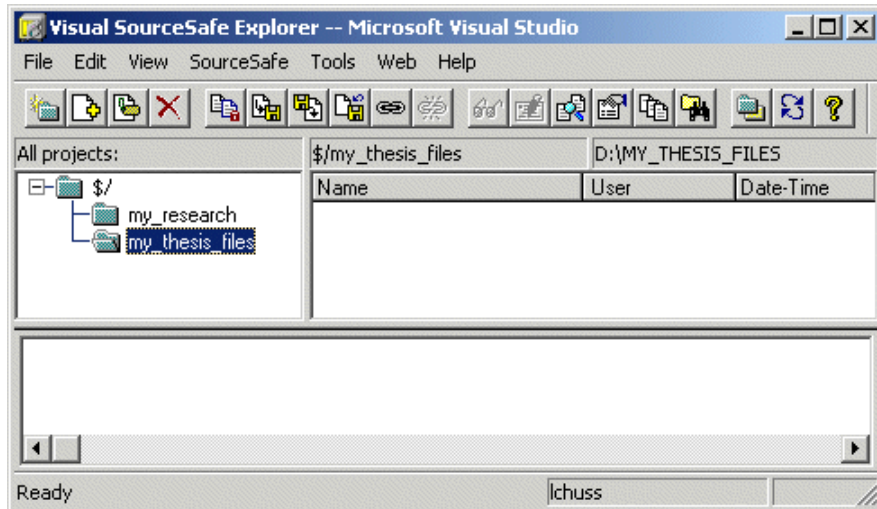 Visual SourceSafe Explorer -- Microsoft Visual Studio
File Edit View SourceSafe Tools Web Help
All projects: $/my_thesis_files D:\MY_THESIS_FILES
$/ Name User Date-Time
my_research
my_thesis_files
Ready lchuss